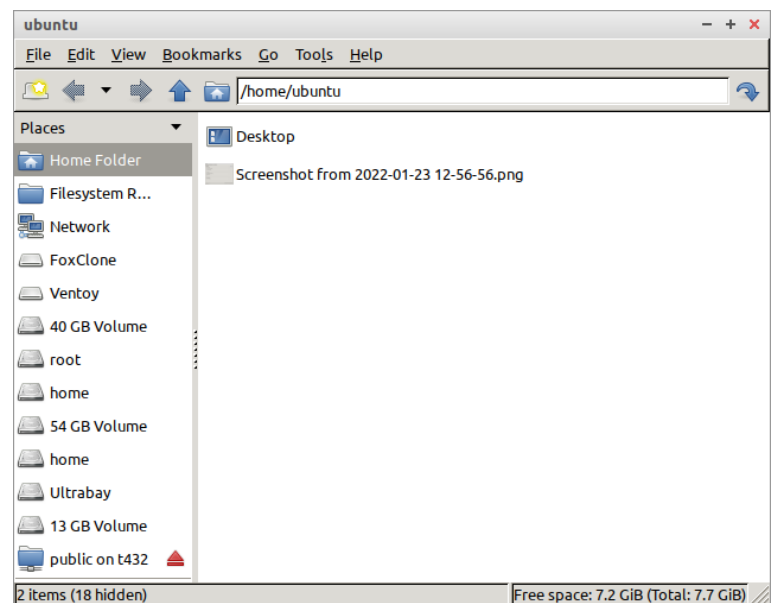 ubuntu
File Edit View Bookmarks Go Tools Help
/home/ubuntu
Places
Home Folder
Filesystem R...
Network
FoxClone
Ventoy
40 GB Volume
root
home
54 GB Volume
home
Ultrabay
13 GB Volume
public on t432
Desktop
Screenshot from 2022-01-23 12-56-56.png
2 items (18 hidden)
Free space: 7.2 GiB (Total: 7.7 GiB)